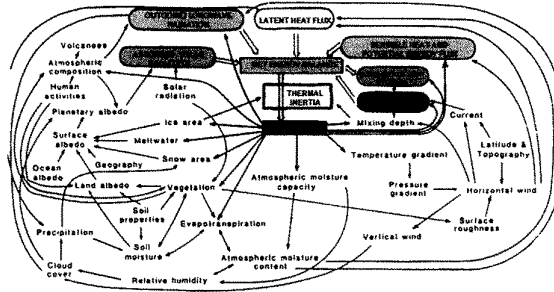 LATENT HEAT FLUX
Volcanoes
Atmospheric
composition
Human
activities
Solar
radiation
THERMAL
INERTIA
Planetary albedo
Ice area
Mixing depth
Current
Surface
albedo
Meltwater
Latitude &
Topography
Snow area
Temperature gradient
Ocean
albedo
Geography
Land albedo
Vegetation
Atmospheric moisture
capacity
Pressure
gradient
Horizontal wind
Soil
properties
Evapotranspiration
Surface
roughness
Precipitation
Soil
moisture
Vertical wind
Cloud
cover
Relative humidity
Atmospheric moisture
content